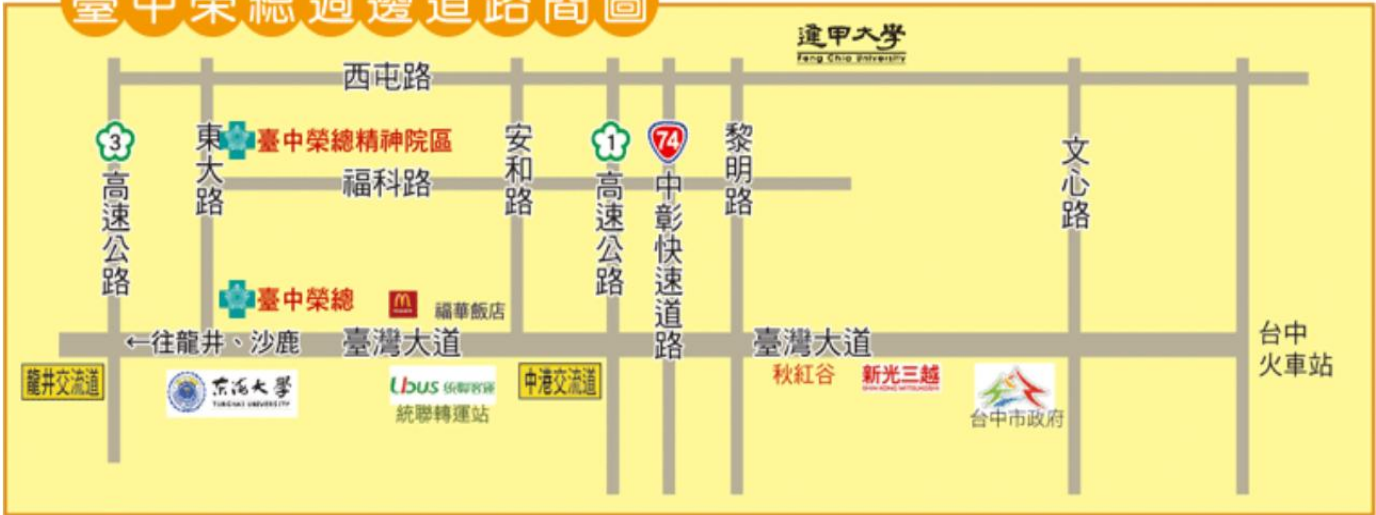 臺中榮總週邊道路簡圖
逢甲大學
Feng Chia University
西屯路
3
高速公路
東大路
臺中榮總精神院區
福科路
安和路
1
高速公路
74
中彰快速道路
黎明路
文心路
臺中榮總
福華飯店
←往龍井、沙鹿
臺灣大道
臺灣大道
台中
火車站
龍井交流道
東海大學
TUNGHAI UNIVERSITY
Ubus 統聯客運
統聯轉運站
中港交流道
秋紅谷
新光三越
SHIN KONG MITSUKOSHI
台中市政府